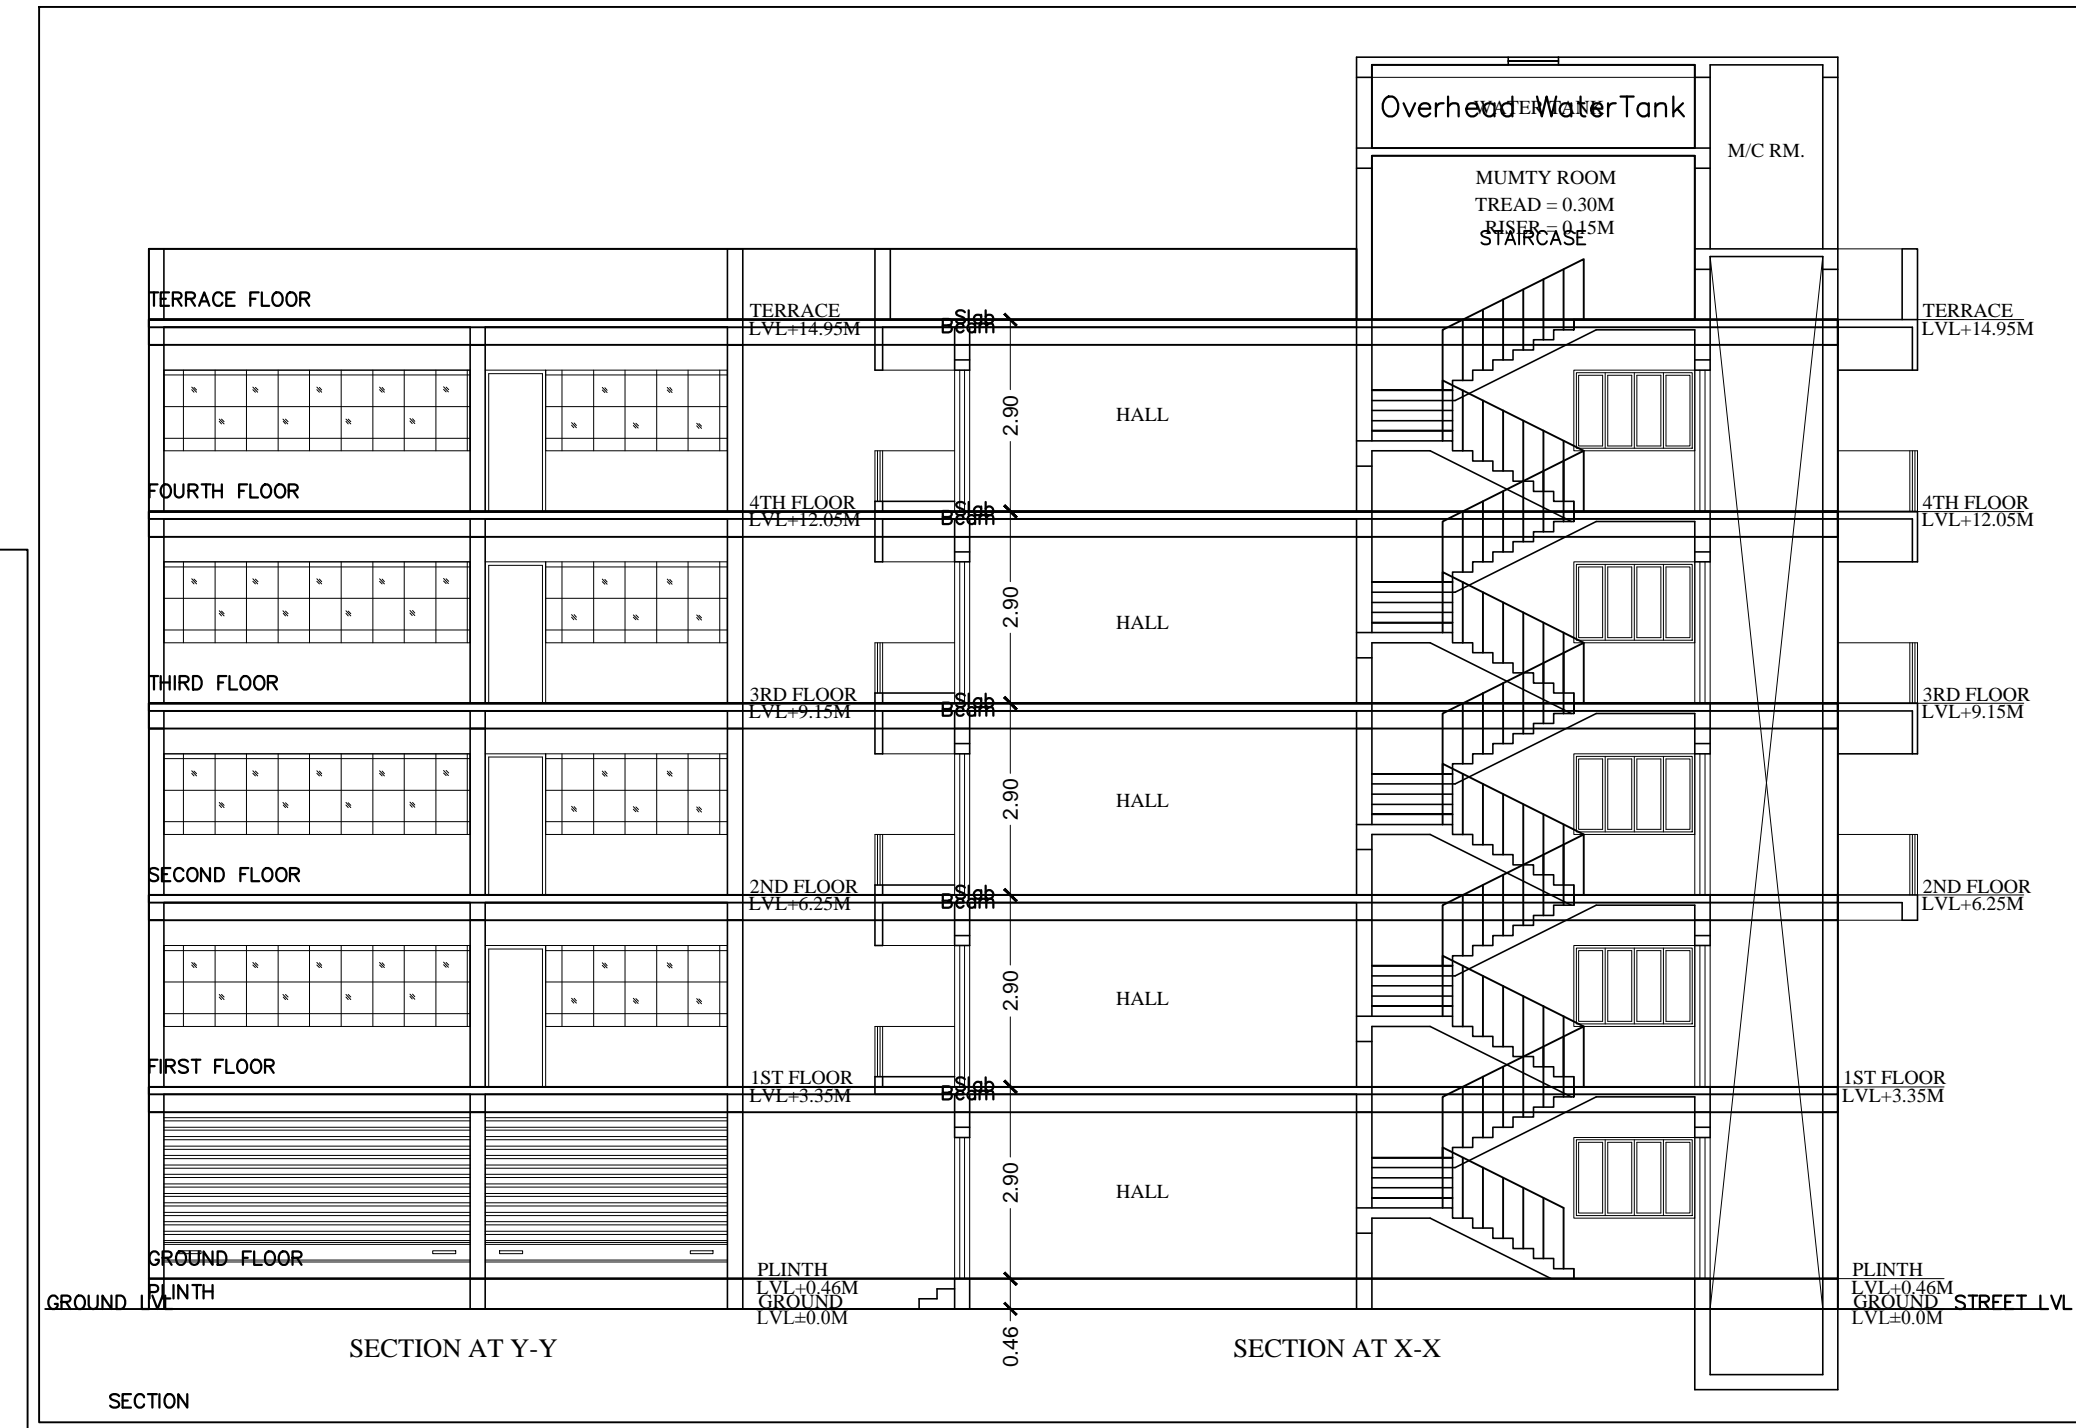 Overhead WaterTank
WATER TANK
M/C RM.
MUMTY ROOM
TREAD = 0.30M
RISER = 0.15M
STAIRCASE
TERRACE FLOOR
TERRACE
LVL+14.95M
Slab
Beam
TERRACE
LVL+14.95M
2.90
HALL
FOURTH FLOOR
4TH FLOOR
LVL+12.05M
Slab
Beam
4TH FLOOR
LVL+12.05M
2.90
HALL
THIRD FLOOR
3RD FLOOR
LVL+9.15M
Slab
Beam
3RD FLOOR
LVL+9.15M
2.90
HALL
SECOND FLOOR
2ND FLOOR
LVL+6.25M
Slab
Beam
2ND FLOOR
LVL+6.25M
2.90
HALL
FIRST FLOOR
1ST FLOOR
LVL+3.35M
Slab
Beam
1ST FLOOR
LVL+3.35M
2.90
HALL
GROUND FLOOR
PLINTH
LVL+0.46M
PLINTH
LVL+0.46M
PLINTH
GROUND LVL
GROUND
LVL±0.0M
GROUND
LVL±0.0M
STREET LVL
0.46
SECTION AT Y-Y
SECTION AT X-X
SECTION